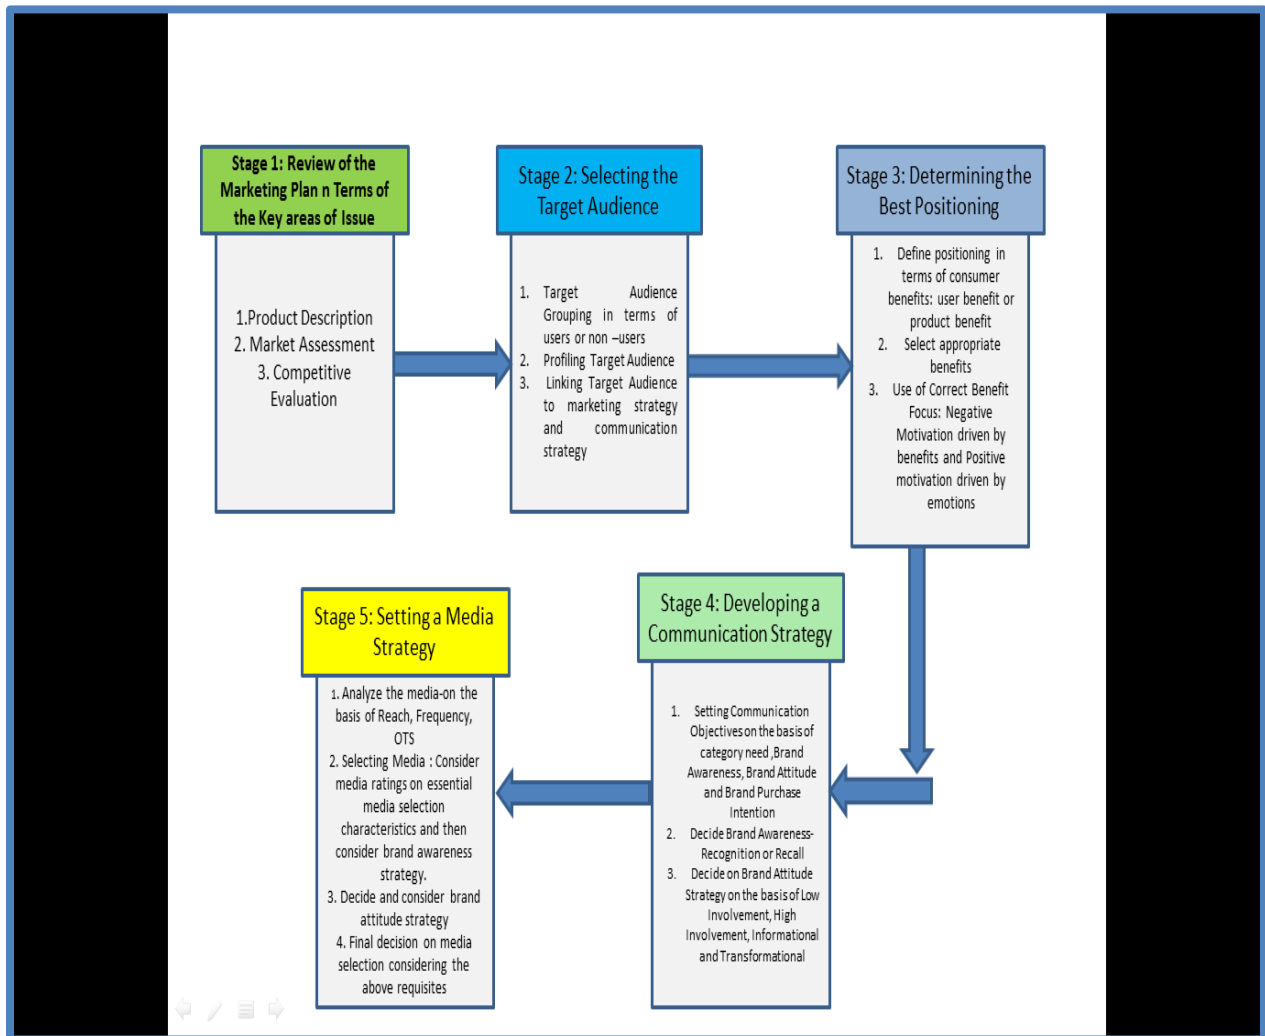 Stage 1: Review of the
Marketing Plan n Terms of
the Key areas of Issue
1.Product Description
2. Market Assessment
3. Competitive
Evaluation
Stage 2: Selecting the
Target Audience
1. Target Audience
Grouping in terms of
users or non –users
2. Profiling Target Audience
3. Linking Target Audience
to marketing strategy
and communication
strategy
Stage 3: Determining the
Best Positioning
1. Define positioning in
terms of consumer
benefits: user benefit or
product benefit
2. Select appropriate
benefits
3. Use of Correct Benefit
Focus: Negative
Motivation driven by
benefits and Positive
motivation driven by
emotions
Stage 4: Developing a
Communication Strategy
1. Setting Communication
Objectives on the basis of
category need ,Brand
Awareness, Brand Attitude
and Brand Purchase
Intention
2. Decide Brand Awareness-
Recognition or Recall
3. Decide on Brand Attitude
Strategy on the basis of Low
Involvement, High
Involvement, Informational
and Transformational
Stage 5: Setting a Media
Strategy
1. Analyze the media-on the
basis of Reach, Frequency,
OTS
2. Selecting Media : Consider
media ratings on essential
media selection
characteristics and then
consider brand awareness
strategy.
3. Decide and consider brand
attitude strategy
4. Final decision on media
selection considering the
above requisites